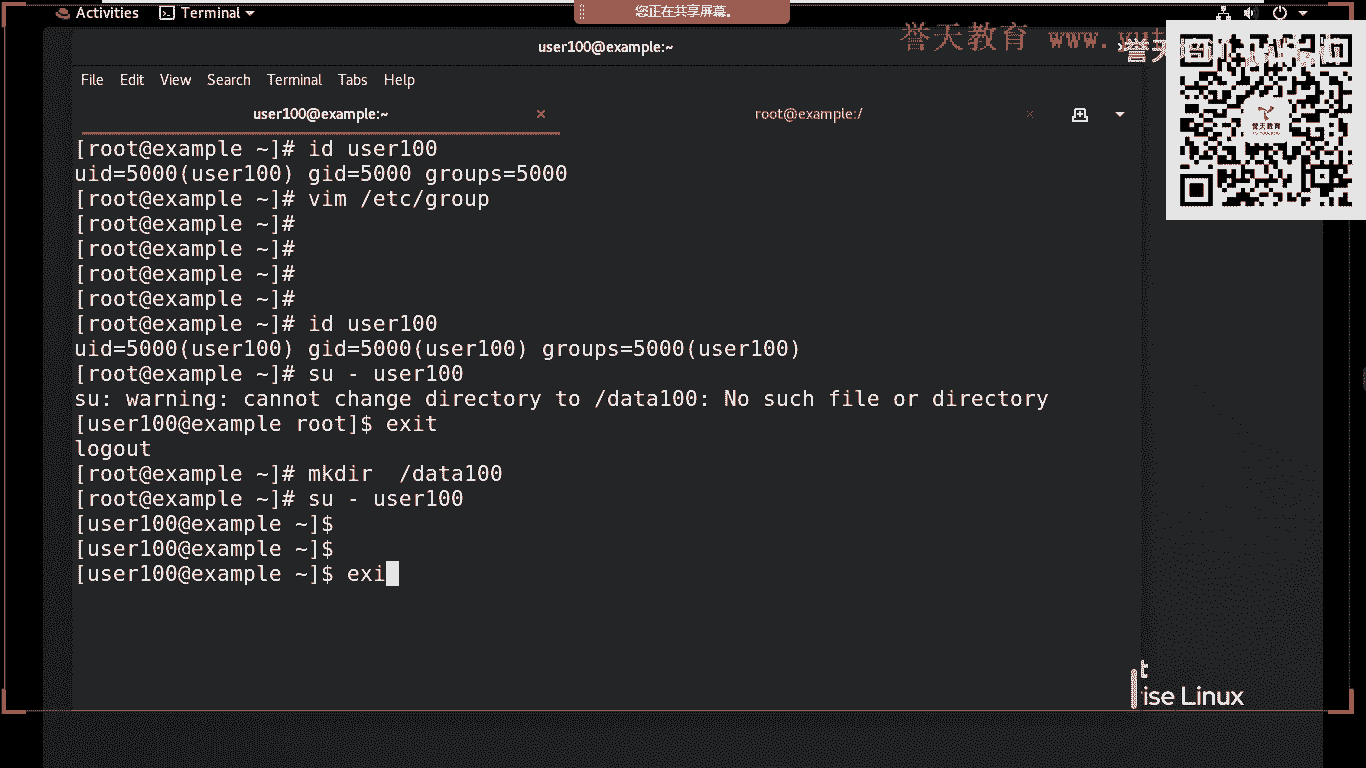 Activities
Terminal
您正在共享屏幕。
誉天教育 www.
user100@example:~
File Edit View Search Terminal Tabs Help
user100@example:~
root@example:/
誉天教育
[root@example ~]# id user100
uid=5000(user100) gid=5000 groups=5000
[root@example ~]# vim /etc/group
[root@example ~]#
[root@example ~]#
[root@example ~]#
[root@example ~]#
[root@example ~]# id user100
uid=5000(user100) gid=5000(user100) groups=5000(user100)
[root@example ~]# su - user100
su: warning: cannot change directory to /data100: No such file or directory
[user100@example root]$ exit
logout
[root@example ~]# mkdir  /data100
[root@example ~]# su - user100
[user100@example ~]$
[user100@example ~]$
[user100@example ~]$ exi
t
ise Linux